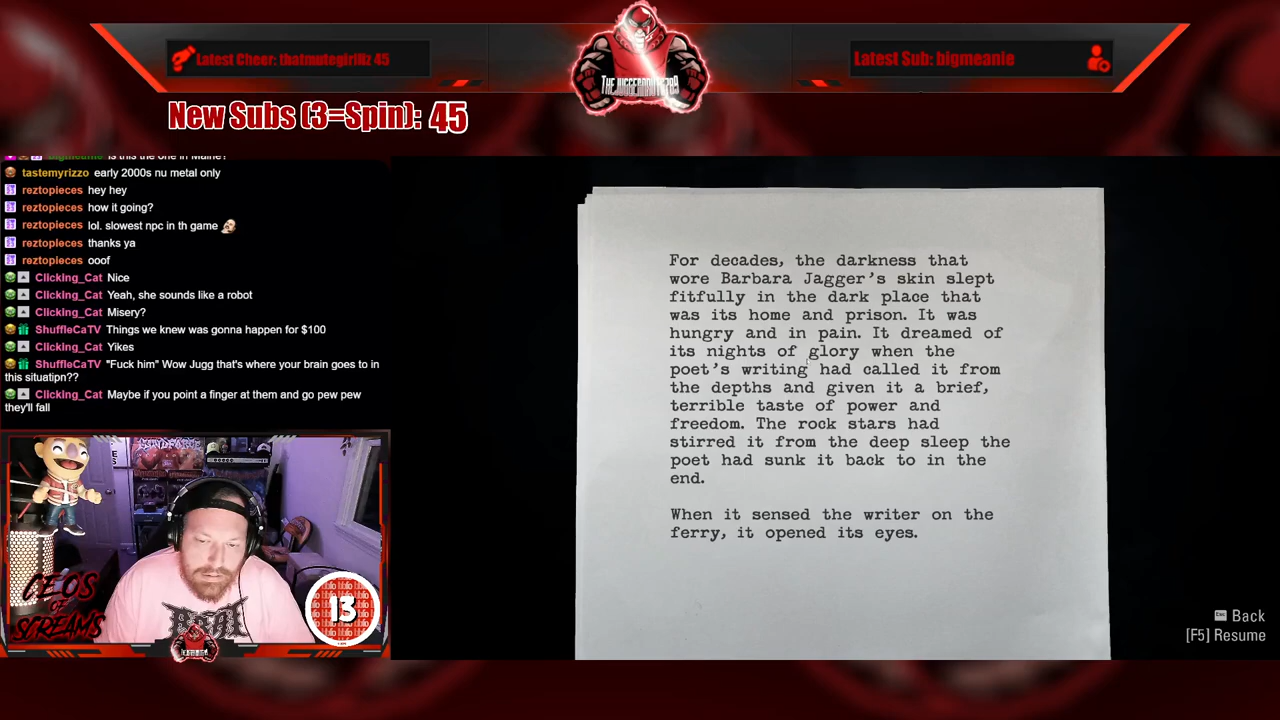 Latest Cheer: thatmutegirlliz 45
THEJUGGERNAUT0789
Latest Sub: bigmeanie
New Subs (3=Spin): 45
is this the one in Maine?
tastemyrizzo early 2000s nu metal only
reztopieces hey hey
reztopieces how it going?
reztopieces lol. slowest npc in th game
reztopieces thanks ya
reztopieces ooof
Clicking_Cat Nice
Clicking_Cat Yeah, she sounds like a robot
Clicking_Cat Misery?
ShuffleCaTV Things we knew was gonna happen for $100
Clicking_Cat Yikes
ShuffleCaTV "Fuck him" Wow Jugg that's where your brain goes to in
this situatipn??
Clicking_Cat Maybe if you point a finger at them and go pew pew
they'll fall
For decades, the darkness that
wore Barbara Jagger's skin slept
fitfully in the dark place that
was its home and prison. It was
hungry and in pain. It dreamed of
its nights of glory when the
poet's writing had called it from
the depths and given it a brief,
terrible taste of power and
freedom. The rock stars had
stirred it from the deep sleep the
poet had sunk it back to in the
end.
When it sensed the writer on the
ferry, it opened its eyes.
CEOS
OF
SCREAMS
13
Back
[F5] Resume